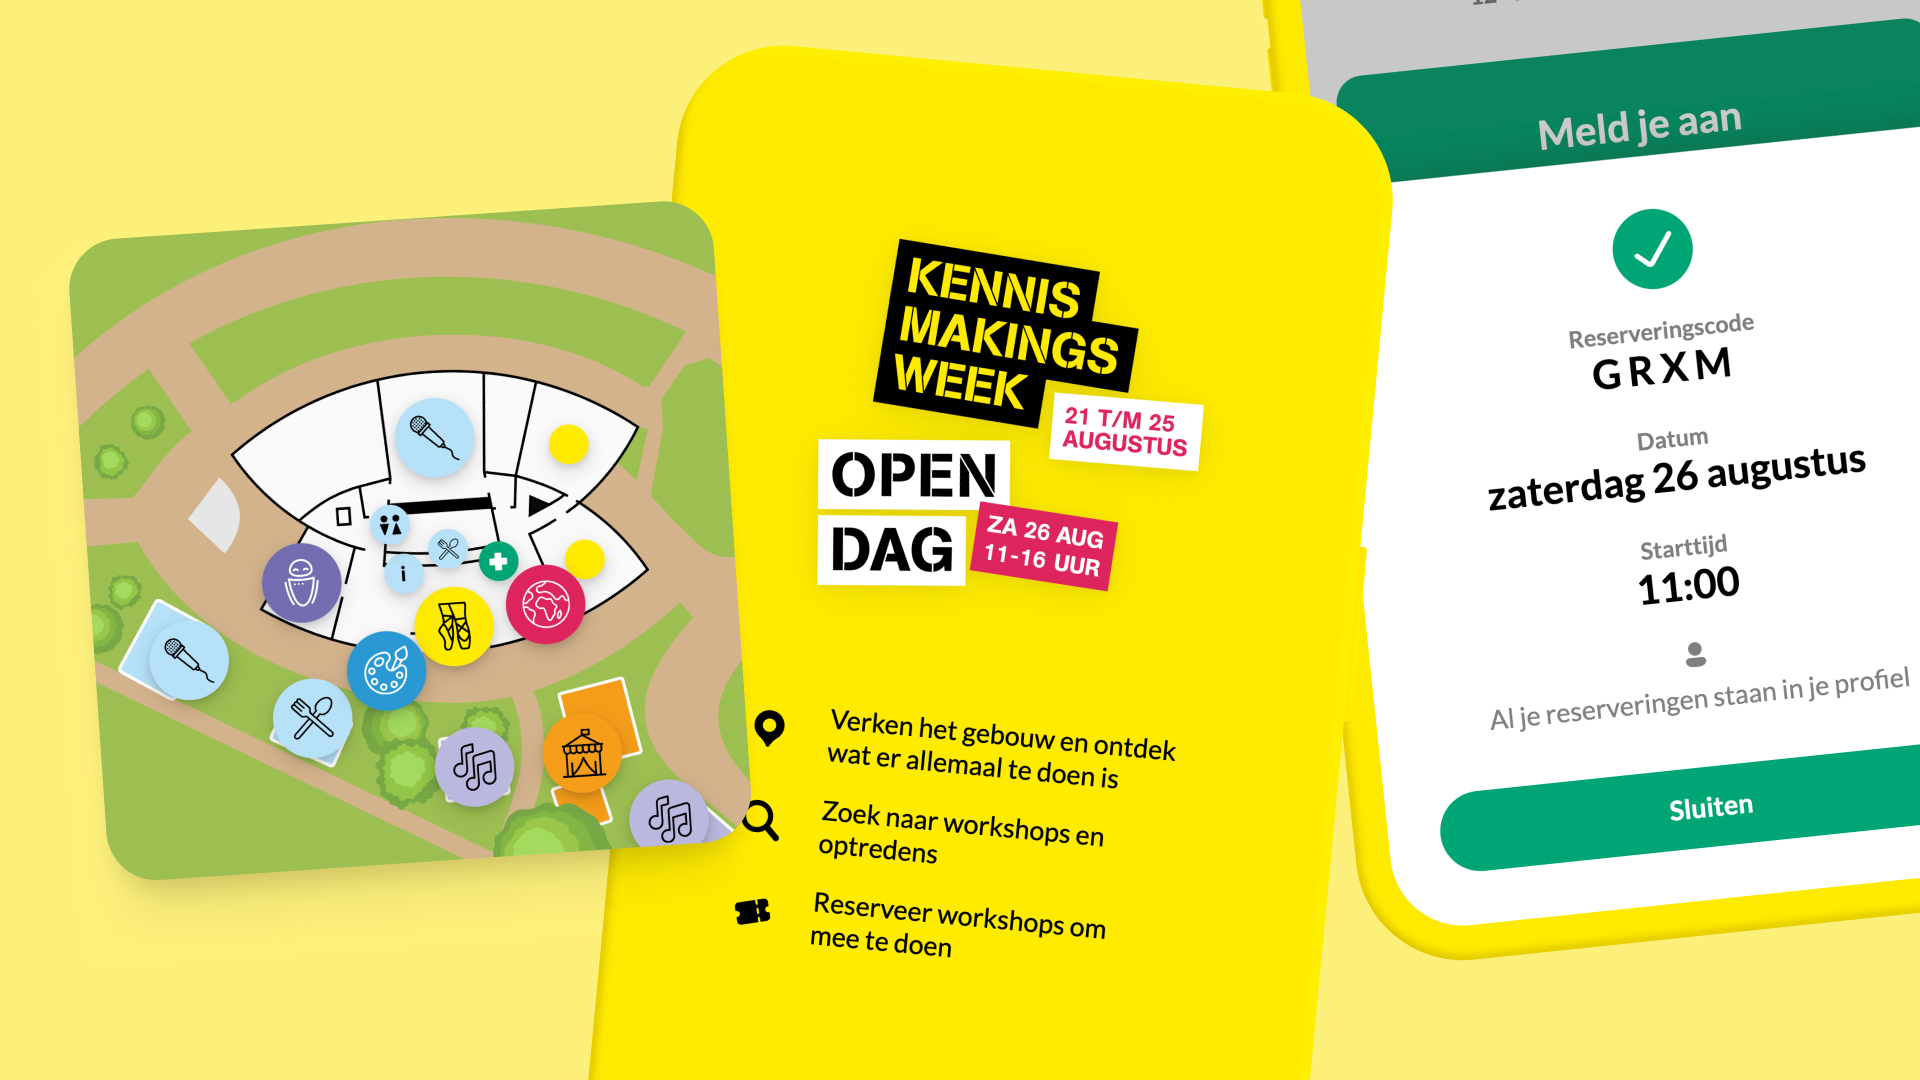 KENNIS
MAKINGS
WEEK
21 T/M 25
AUGUSTUS
OPEN
DAG
ZA 26 AUG
11-16 UUR
Verken het gebouw en ontdek
wat er allemaal te doen is
Zoek naar workshops en
optredens
Reserveer workshops om
mee te doen
i
Meld je aan
Reserveringscode
GRXM
Datum
zaterdag 26 augustus
Starttijd
11:00
Al je reserveringen staan in je profiel
Sluiten